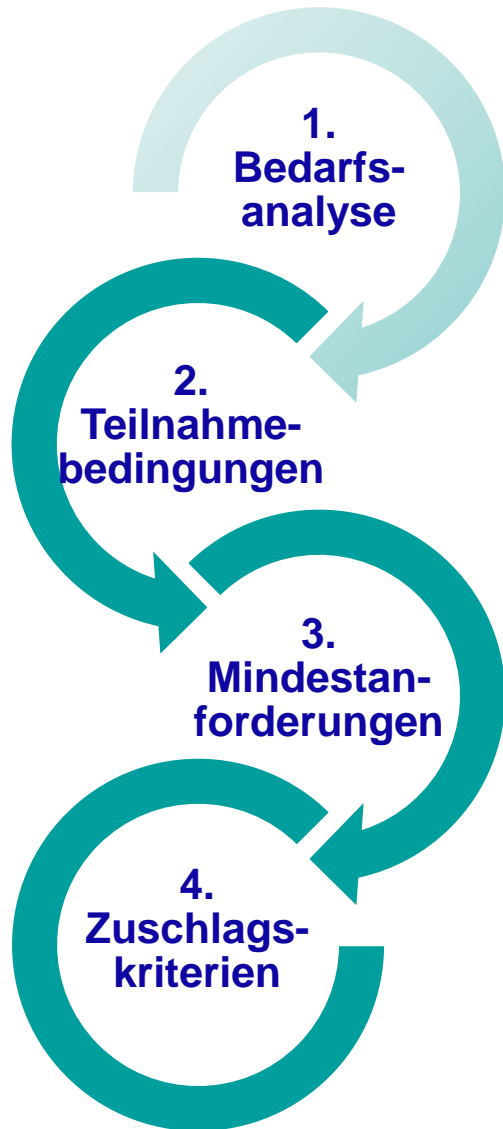 1.
Bedarfs-
analyse
2.
Teilnahme-
bedingungen
3.
Mindestan-
forderungen
4.
Zuschlags-
kriterien